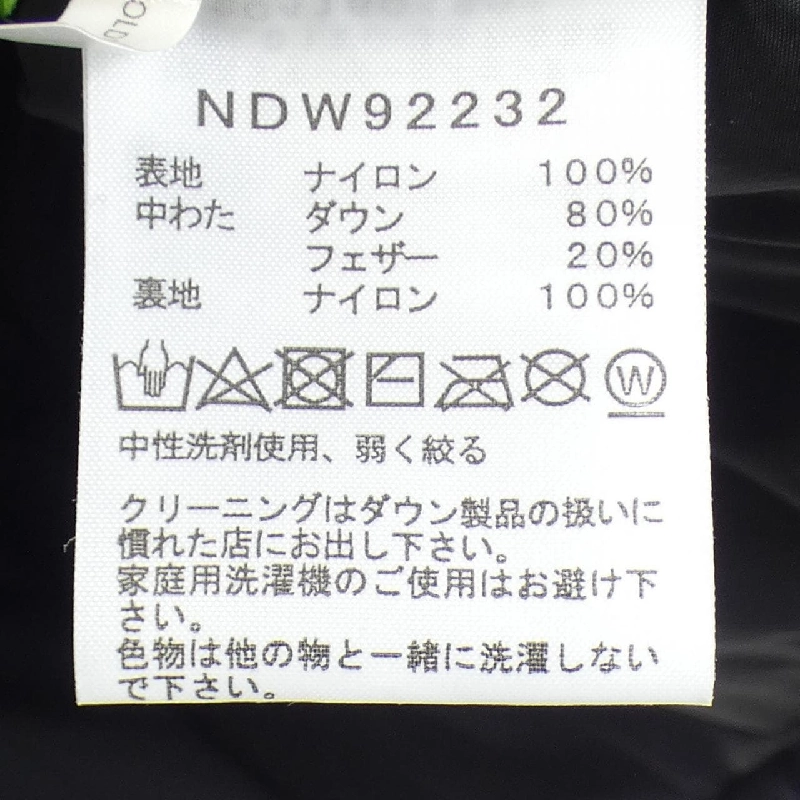 OLD
NDW92232
表地 ナイロン 100%
中わた ダウン 80%
フェザー 20%
裏地 ナイロン 100%
W
中性洗剤使用、弱く絞る
クリーニングはダウン製品の扱いに
慣れた店にお出し下さい。
家庭用洗濯機のご使用はお避け下
さい。
色物は他の物と一緒に洗濯しない
で下さい。